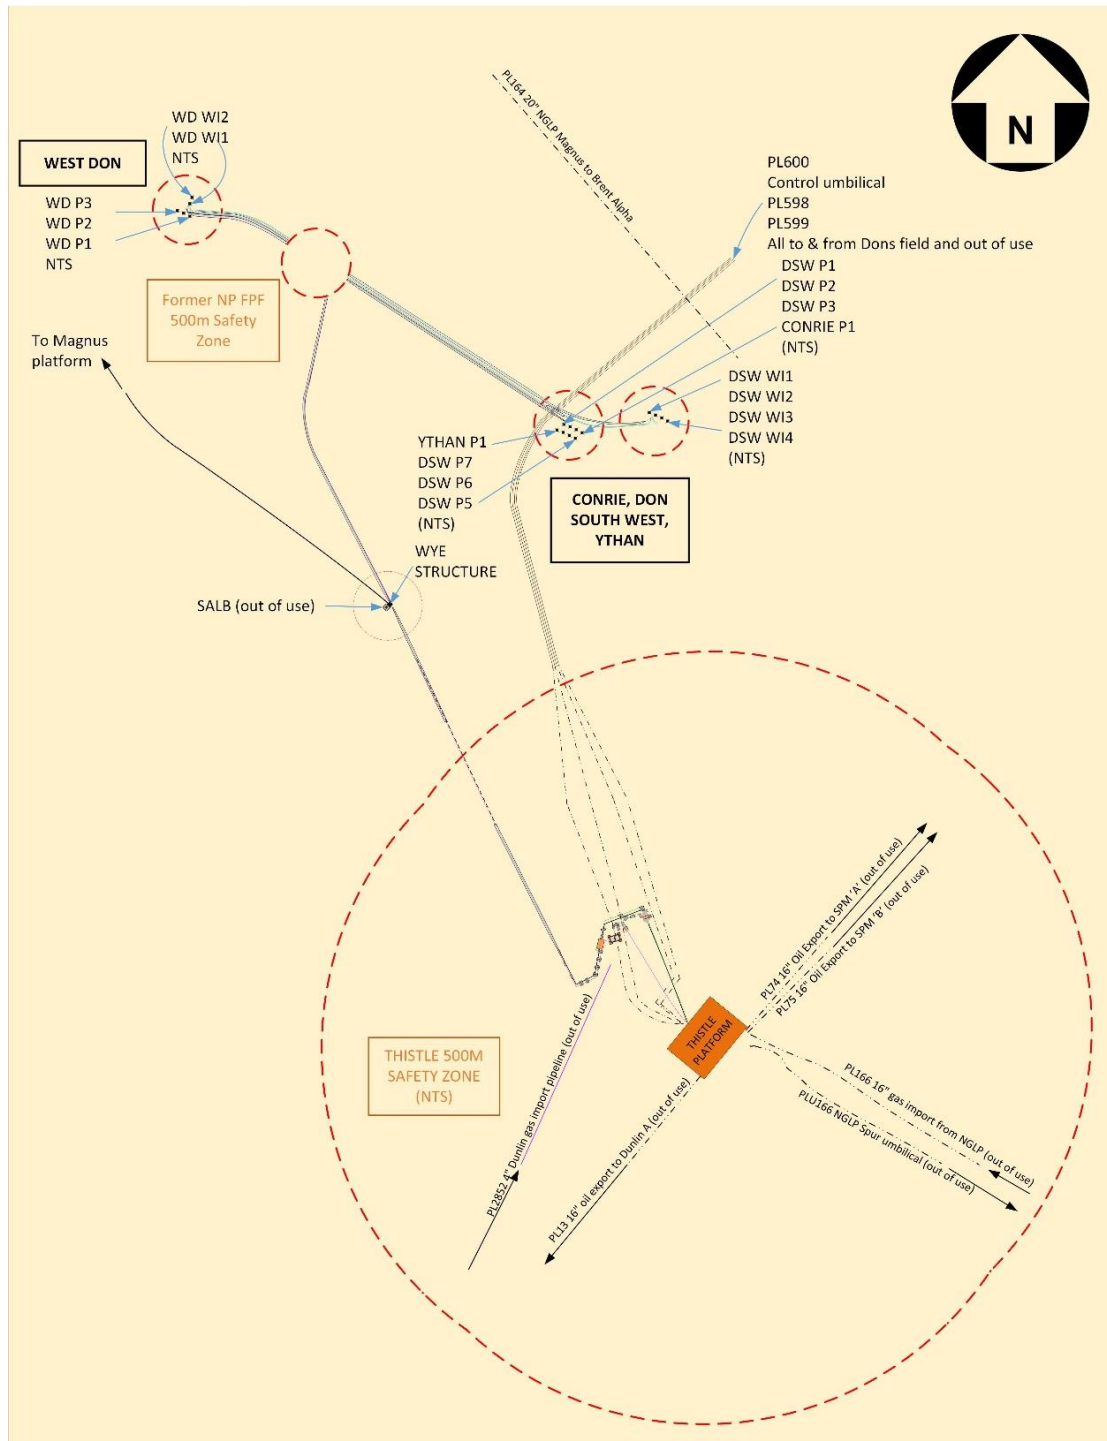 N
PL164 20" NGLP Magnus to Brent Alpha
WD WI2
WD WI1
NTS
WEST DON
WD P3
WD P2
WD P1
NTS
Former NP FPF
500m Safety
Zone
To Magnus
platform
PL600
Control umbilical
PL598
PL599
All to & from Dons field and out of use
DSW P1
DSW P2
DSW P3
CONRIE P1
(NTS)
DSW WI1
DSW WI2
DSW WI3
DSW WI4
(NTS)
YTHAN P1
DSW P7
DSW P6
DSW P5
(NTS)
CONRIE, DON
SOUTH WEST,
YTHAN
WYE
STRUCTURE
SALB (out of use)
PL74 16" Oil Export to SPM 'A' (out of use)
PL75 16" Oil Export to SPM 'B' (out of use)
THISTLE
PLATFORM
THISTLE 500M
SAFETY ZONE
(NTS)
PL2852 4" Dunlin gas import pipeline (out of use)
PL13 16" oil export to Dunlin A (out of use)
PL166 16" gas import from NGLP (out of use)
PLU166 NGLP Spur umbilical (out of use)